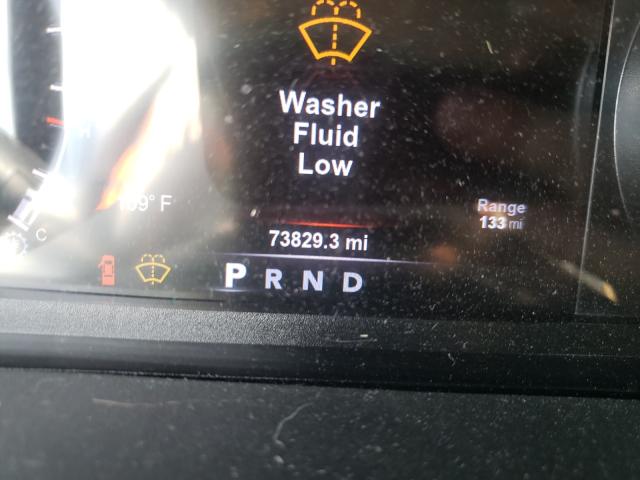 Washer
Fluid
Low
Range
133 mi
73829.3 mi
P R N D
° F
C